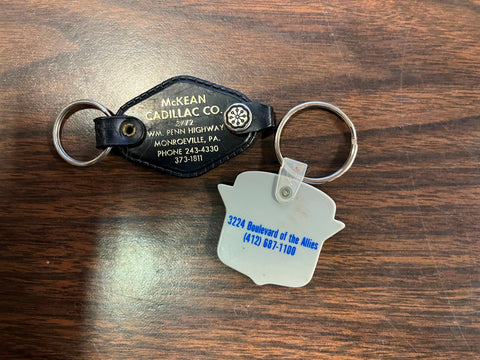 McKEAN
CADILLAC CO.
WM. PENN HIGHWAY
MONROEVILLE, PA.
PHONE 243-4330
373-1811
3224 Boulevard of the Allies
(412) 687-1100